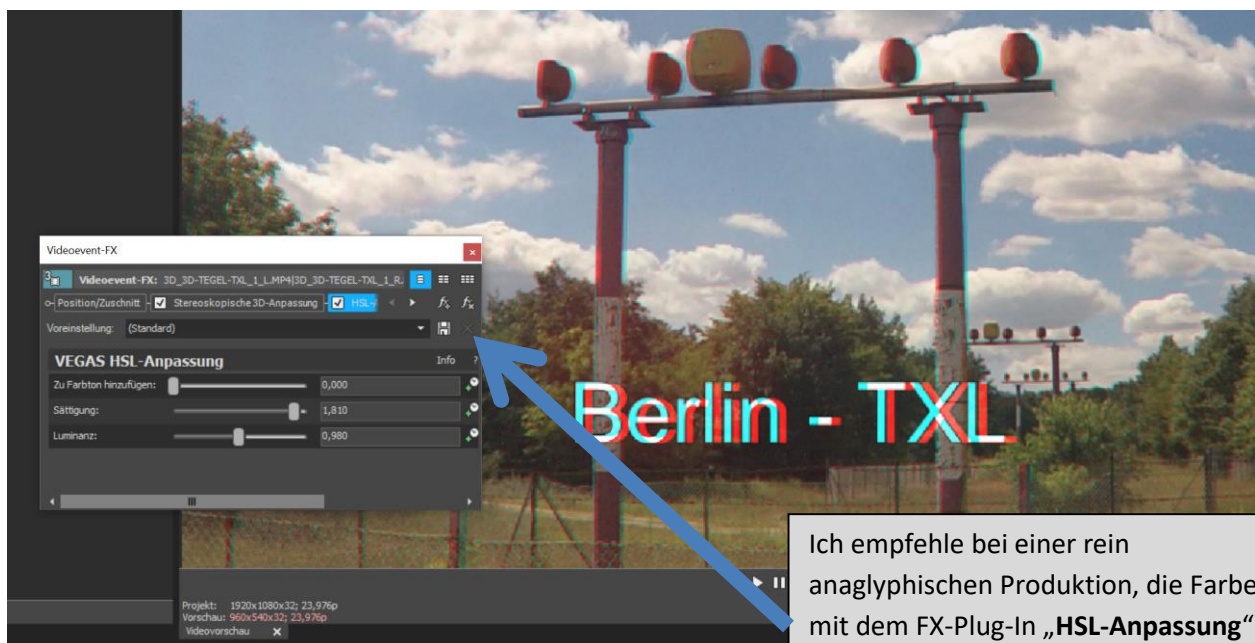 Videoevent-FX
Videoevent-FX: 3D_3D-TEGEL-TXL_1_L.MP4|3D_3D-TEGEL-TXL_1_R.
Position/Zuschnitt Stereoskopische 3D-Anpassung HSL-
Voreinstellung: (Standard)
VEGAS HSL-Anpassung Info ?
Zu Farbton hinzufügen: 0,000
Sättigung: 1,810
Luminanz: 0,980
Berlin - TXL
Projekt: 1920x1080x32; 23,976p
Vorschau: 960x540x32; 23,976p
Videovorschau
Ich empfehle bei einer rein
anaglyphischen Produktion, die Farbe
mit dem FX-Plug-In „HSL-Anpassung“